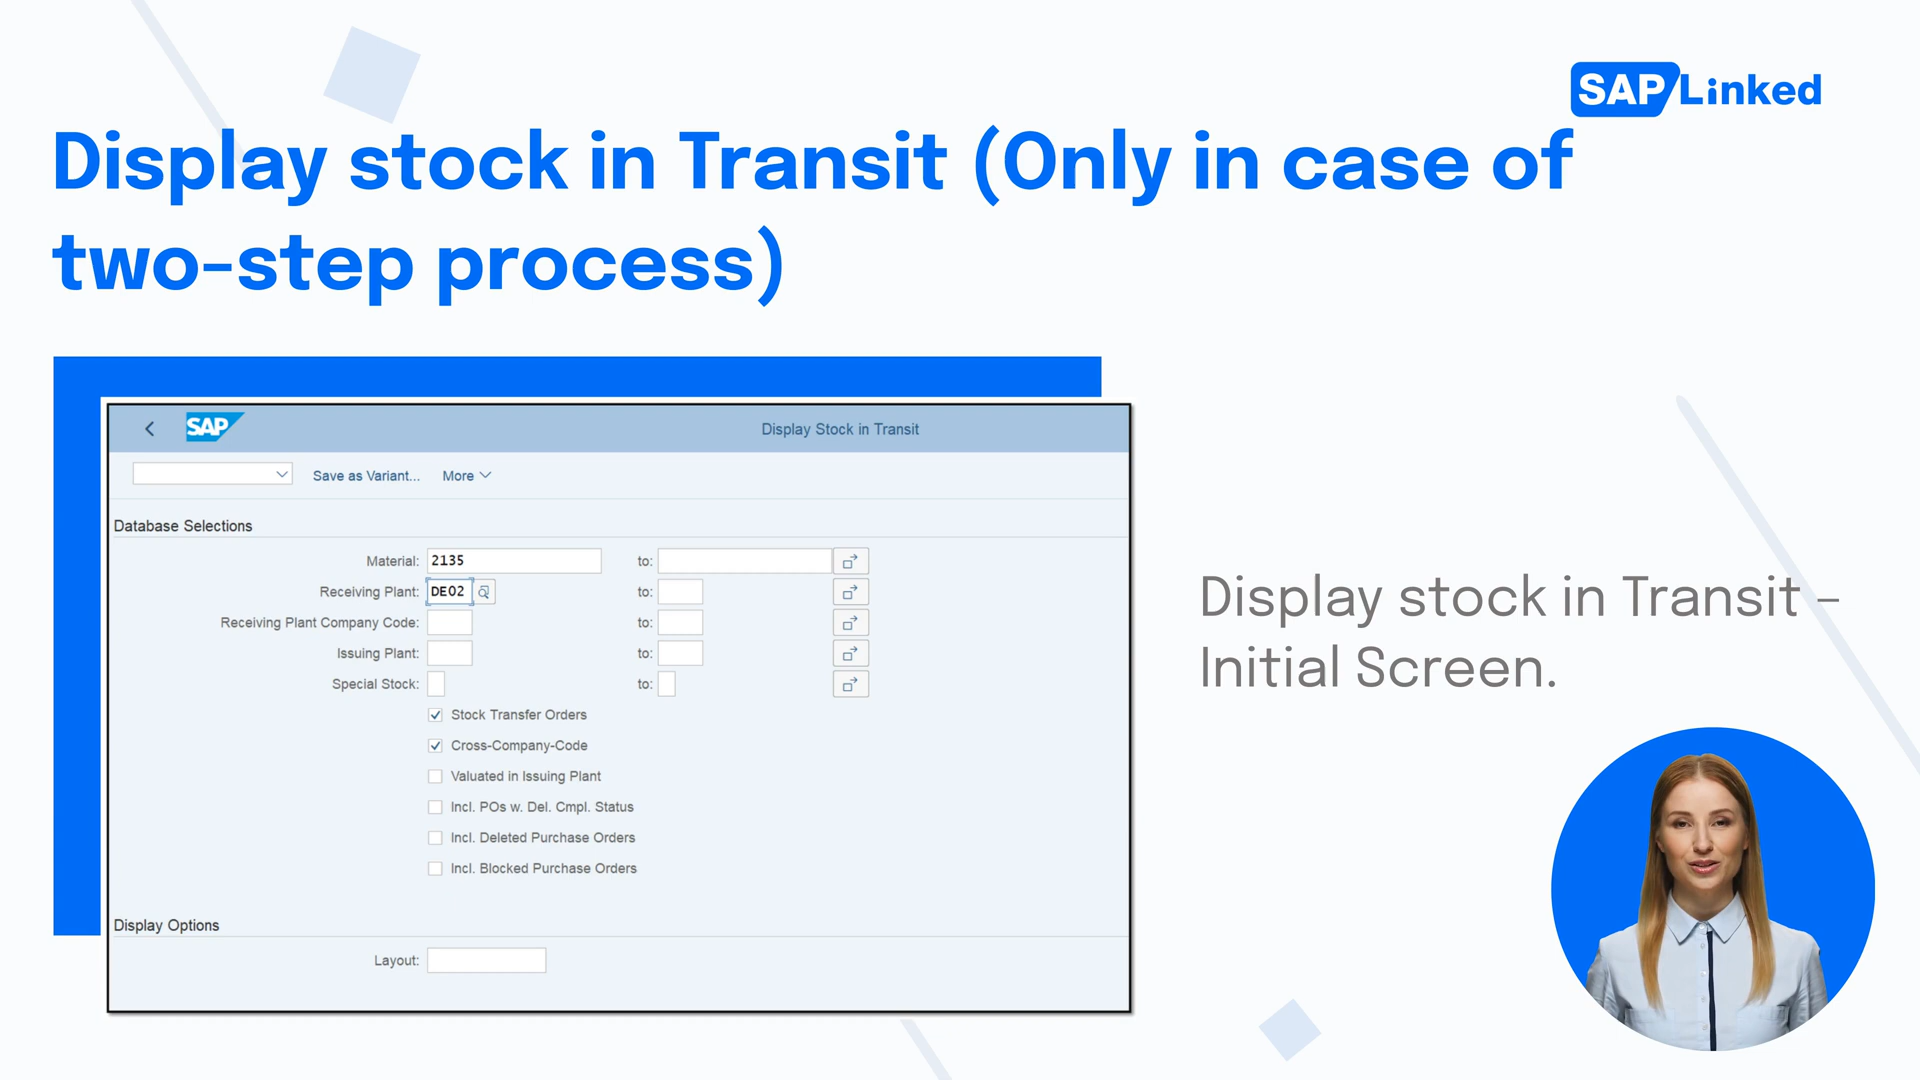 SAP Linked
Display stock in Transit (Only in case of
two-step process)
SAP
Display Stock in Transit
Save as Variant... More
Database Selections
Material: 2135 to:
Receiving Plant: DE02 to:
Receiving Plant Company Code: to:
Issuing Plant: to:
Special Stock: to:
Stock Transfer Orders
Cross-Company-Code
Valuated in Issuing Plant
Incl. POs w. Del. Cmpl. Status
Incl. Deleted Purchase Orders
Incl. Blocked Purchase Orders
Display Options
Layout:
Display stock in Transit –
Initial Screen.